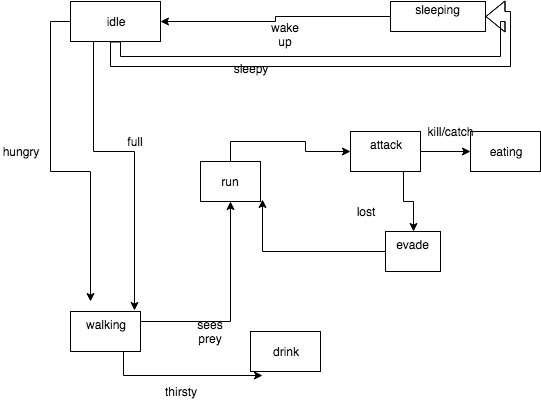 sleeping
idle
wake
up
sleepy
hungry
full
kill/catch
attack
eating
run
lost
evade
walking
sees
prey
drink
thirsty